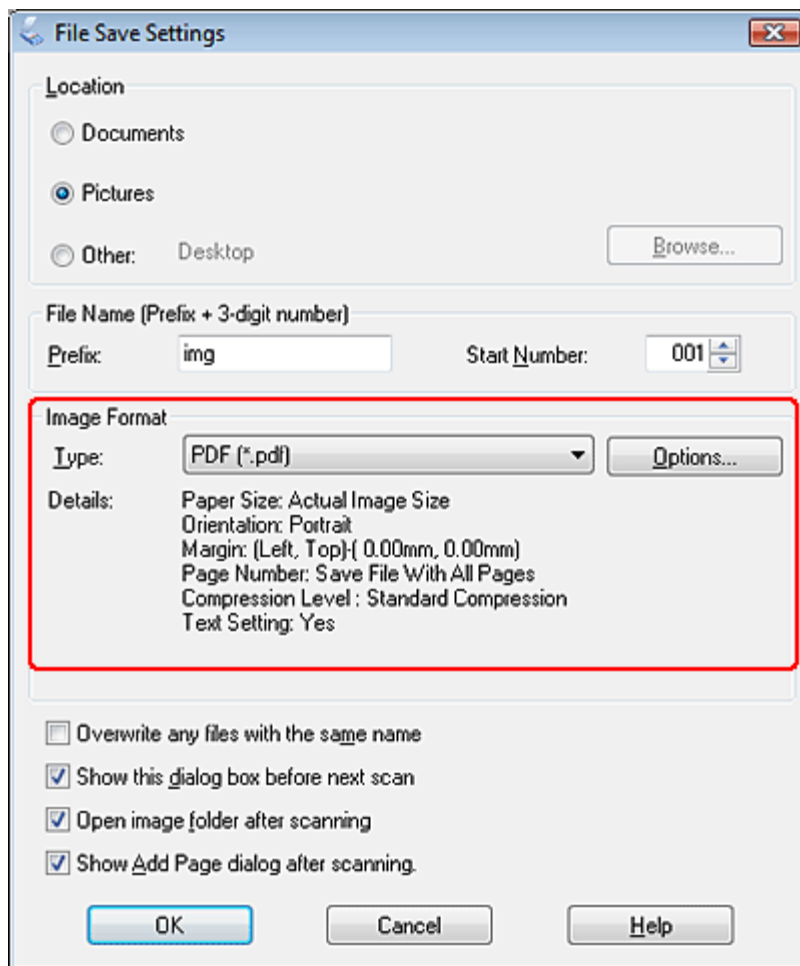 File Save Settings
Location
Documents
Pictures
Other: Desktop Browse...
File Name (Prefix + 3-digit number)
Prefix: img Start Number: 001
Image Format
Type: PDF (*.pdf) Options...
Details: Paper Size: Actual Image Size
Orientation: Portrait
Margin: (Left, Top)-( 0.00mm, 0.00mm)
Page Number: Save File With All Pages
Compression Level : Standard Compression
Text Setting: Yes
Overwrite any files with the same name
Show this dialog box before next scan
Open image folder after scanning
Show Add Page dialog after scanning.
OK Cancel Help